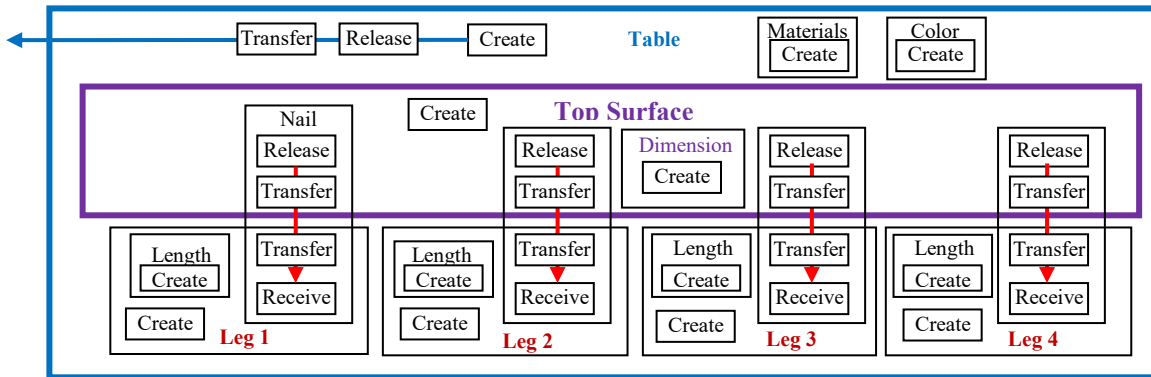 Transfer Release Create Table Materials Color
Create Create
Create Top Surface
Nail
Release Release Dimension Release Release
Transfer Transfer Create Transfer Transfer
Length Transfer Length Transfer Length Transfer Length Transfer
Create Create Create Create
Receive Receive Receive Receive
Create Create Create Create
Leg 1 Leg 2 Leg 3 Leg 4